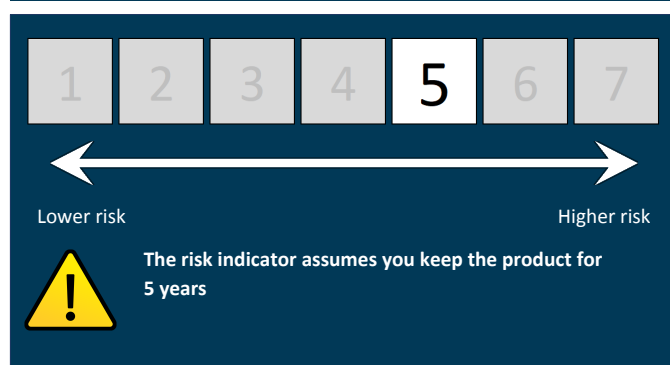 1 2 3 4 5 6 7
Lower risk Higher risk
The risk indicator assumes you keep the product for
5 years